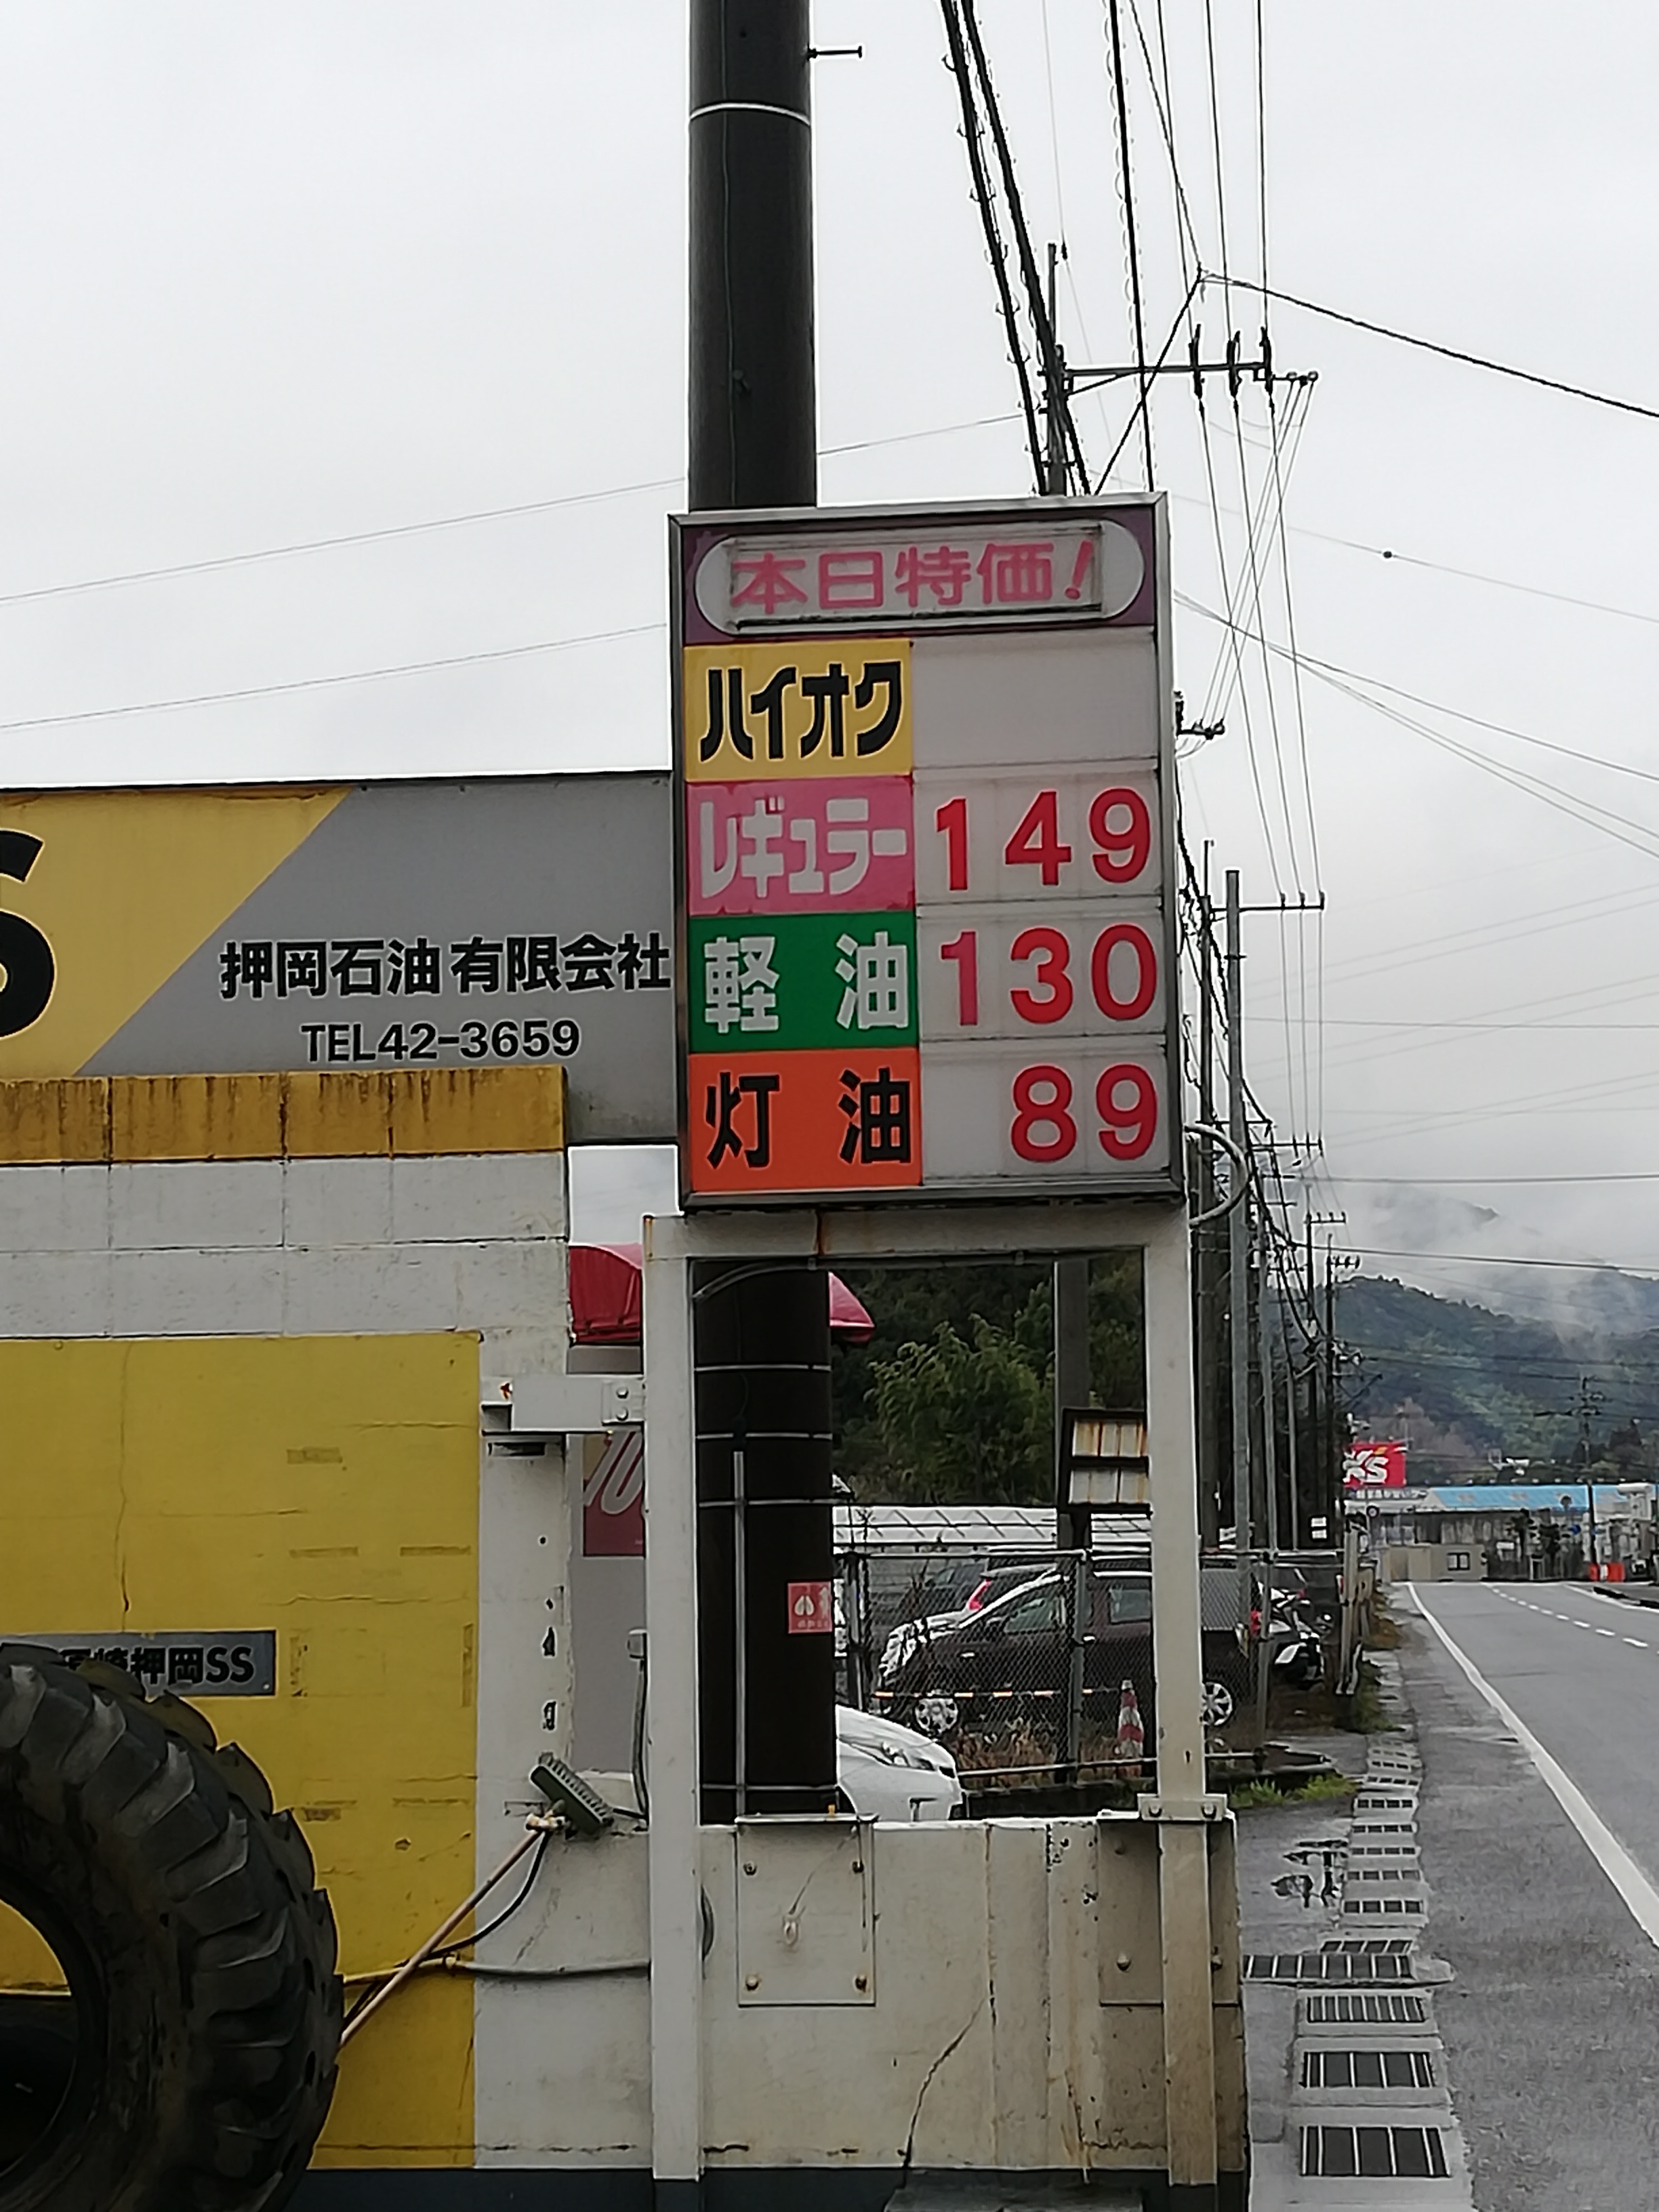 本日特価!
ハイオク
レギュラー 149
軽油 130
灯油 89
S
押岡石油有限会社
TEL42-3659
崎押岡SS
K's